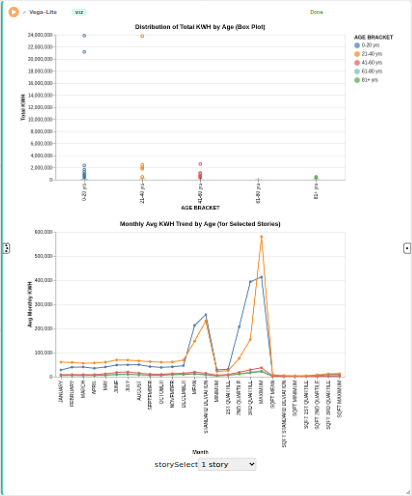 Vega-Lite
viz
Done
Distribution of Total KWH by Age (Box Plot)
24,000,000
22,000,000
20,000,000
18,000,000
16,000,000
14,000,000
12,000,000
10,000,000
8,000,000
6,000,000
4,000,000
2,000,000
0
Total KWH
0-20 yrs
21-40 yrs
41-60 yrs
61-80 yrs
81+ yrs
AGE BRACKET
AGE BRACKET
0-20 yrs
21-40 yrs
41-60 yrs
61-80 yrs
81+ yrs
Monthly Avg KWH Trend by Age (for Selected Stories)
600,000
500,000
400,000
300,000
200,000
100,000
0
Avg Monthly KWH
JANUARY
FEBRUARY
MARCH
APRIL
MAY
JUNE
JULY
AUGUST
SEPTEMBER
OCTOBER
NOVEMBER
DECEMBER
MEAN
STANDARD DEVIATION
MINIMUM
1ST QUARTILE
2ND QUARTILE
3RD QUARTILE
MAXIMUM
SQFT MEAN
SQFT STANDARD DEVIATION
SQFT MINIMUM
SQFT 1ST QUARTILE
SQFT 2ND QUARTILE
SQFT 3RD QUARTILE
SQFT MAXIMUM
Month
storySelect 1 story